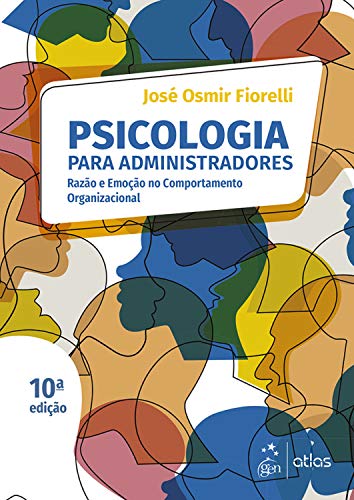 José Osmir Fiorelli
PSICOLOGIA
PARA ADMINISTRADORES
Razão e Emoção no Comportamento
Organizacional
10ª
edição
gen
atlas